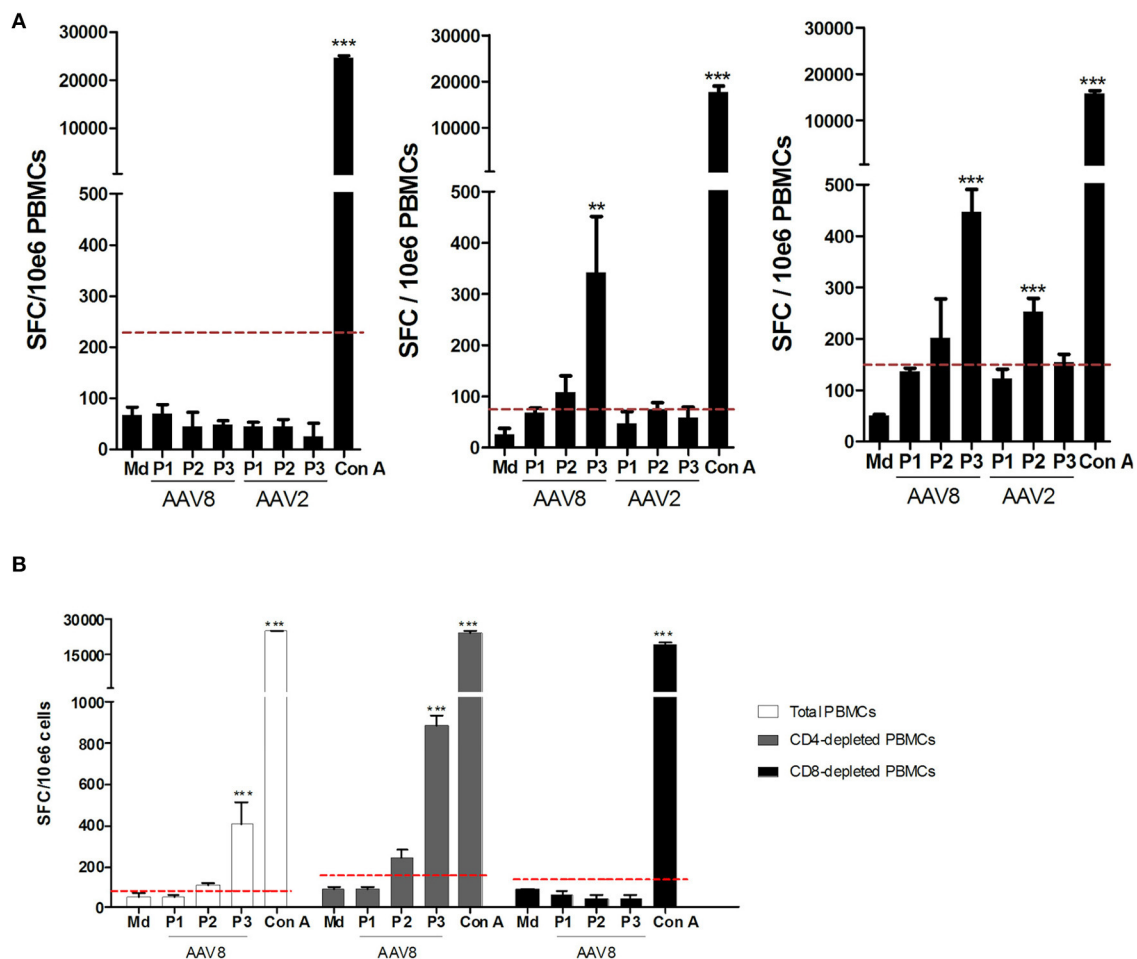 A
SFC/10e6 PBMCs
30000
20000
10000
500
400
300
200
100
0
***
Md P1 P2 P3 P1 P2 P3 Con A
AAV8 AAV2
SFC / 10e6 PBMCs
30000
20000
10000
500
400
300
200
100
0
**
***
Md P1 P2 P3 P1 P2 P3 Con A
AAV8 AAV2
SFC / 10e6 PBMCs
30000
20000
10000
500
400
300
200
100
0
***
***
***
Md P1 P2 P3 P1 P2 P3 Con A
AAV8 AAV2
B
SFC/10e6 cells
30000
15000
1000
800
600
400
200
0
***
***
***
***
***
Md P1 P2 P3 Con A Md P1 P2 P3 Con A Md P1 P2 P3 Con A
AAV8 AAV8 AAV8
Total PBMCs
CD4-depleted PBMCs
CD8-depleted PBMCs